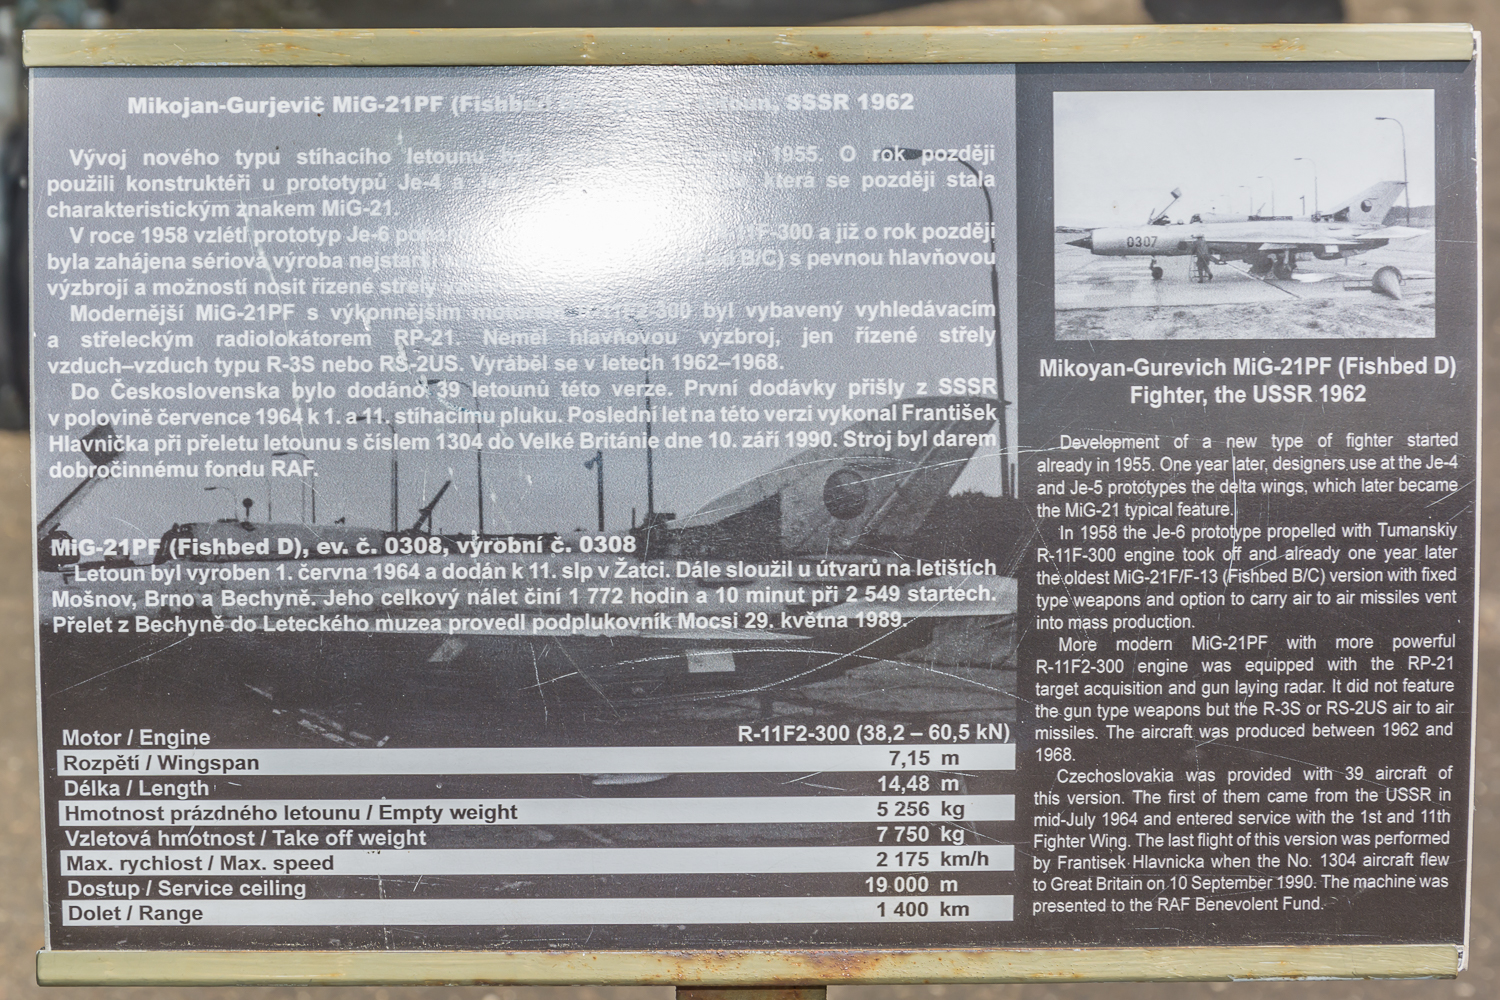 Mikojan-Gurjevič MiG-21PF (Fishbed SSSR 1962
Vývoj nového typu stíhacího letounu 1955. O rok později
použili konstruktéři u prototypů Je-4 a která se později stala
charakteristickým znakem MiG-21.
V roce 1958 vzlétl prototyp Je-6 11F-300 a již o rok později
byla zahájena sériová výroba B/C) s pevnou hlavňovou
výzbrojí a možností nosit řízené střely
Modernější MiG-21PF s výkonnějším byl vybavený vyhledávacím
a střeleckým radiolokátorem RP-21. Neměl hlavňovou výzbroj, jen řízené střely
vzduch–vzduch typu R-3S nebo RS-2US. Vyráběl se v letech 1962–1968.
Do Československa bylo dodáno 39 letounů této verze. První dodávky přišly z SSSR
v polovině července 1964 k 1. a 11. stíhacímu pluku. Poslední let na této verzi vykonal František
Hlavnička při přeletu letounu s číslem 1304 do Velké Británie dne 10. září 1990. Stroj byl darem
dobročinnému fondu RAF.
MiG-21PF (Fishbed D), ev. č. 0308, výrobní č. 0308
Letoun byl vyroben 1. června 1964 a dodán k 11. slp v Žatci. Dále sloužil u útvarů na letištích
Mošnov, Brno a Bechyně. Jeho celkový nálet činí 1 772 hodin a 10 minut při 2 549 startech.
Přelet z Bechyně do Leteckého muzea provedl podplukovník Mocsi 29. května 1989.
Motor / Engine R-11F2-300 (38,2 – 60,5 kN)
Rozpětí / Wingspan 7,15 m
Délka / Length 14,48 m
Hmotnost prázdného letounu / Empty weight 5 256 kg
Vzletová hmotnost / Take off weight 7 750 kg
Max. rychlost / Max. speed 2 175 km/h
Dostup / Service ceiling 19 000 m
Dolet / Range 1 400 km
0307
Mikoyan-Gurevich MiG-21PF (Fishbed D)
Fighter, the USSR 1962
Development of a new type of fighter started
already in 1955. One year later, designers use at the Je-4
and Je-5 prototypes the delta wings, which later became
the MiG-21 typical feature.
In 1958 the Je-6 prototype propelled with Tumanskiy
R-11F-300 engine took off and already one year later
the oldest MiG-21F/F-13 (Fishbed B/C) version with fixed
type weapons and option to carry air to air missiles vent
into mass production.
More modern MiG-21PF with more powerful
R-11F2-300 engine was equipped with the RP-21
target acquisition and gun laying radar. It did not feature
the gun type weapons but the R-3S or RS-2US air to air
missiles. The aircraft was produced between 1962 and
1968.
Czechoslovakia was provided with 39 aircraft of
this version. The first of them came from the USSR in
mid-July 1964 and entered service with the 1st and 11th
Fighter Wing. The last flight of this version was performed
by Frantisek Hlavnicka when the No. 1304 aircraft flew
to Great Britain on 10 September 1990. The machine was
presented to the RAF Benevolent Fund.